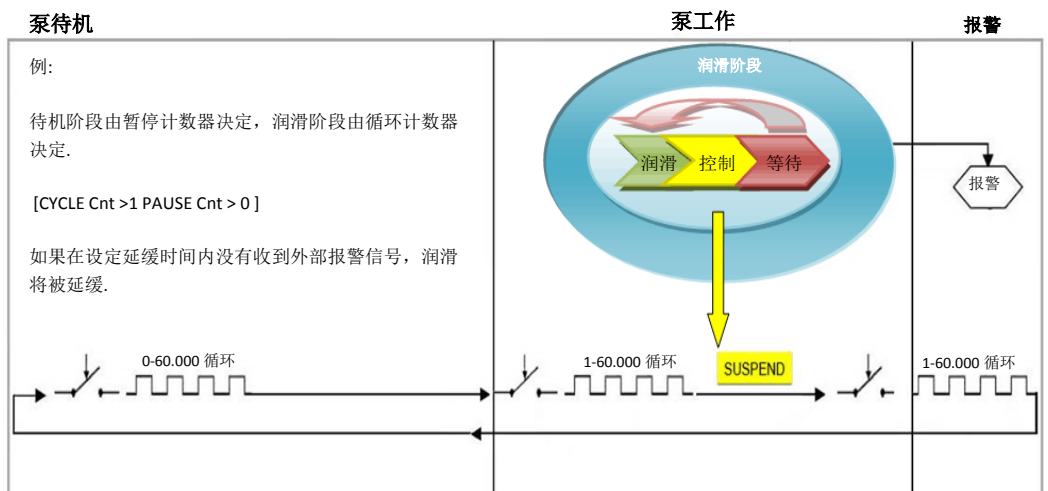 泵待机
泵工作
报警
例:
待机阶段由暂停计数器决定，润滑阶段由循环计数器
决定.
[CYCLE Cnt >1 PAUSE Cnt > 0 ]
如果在设定延缓时间内没有收到外部报警信号，润滑
将被延缓.
润滑阶段
润滑
控制
等待
报警
0-60.000 循环
1-60.000 循环
SUSPEND
1-60.000 循环